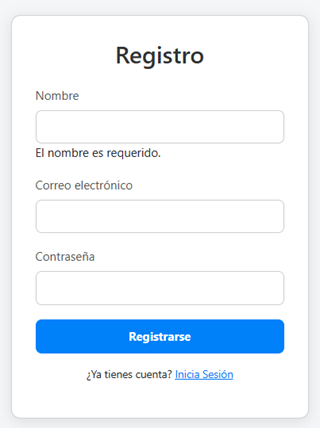 Registro
Nombre
El nombre es requerido.
Correo electrónico
Contraseña
Registrarse
¿Ya tienes cuenta? Inicia Sesión